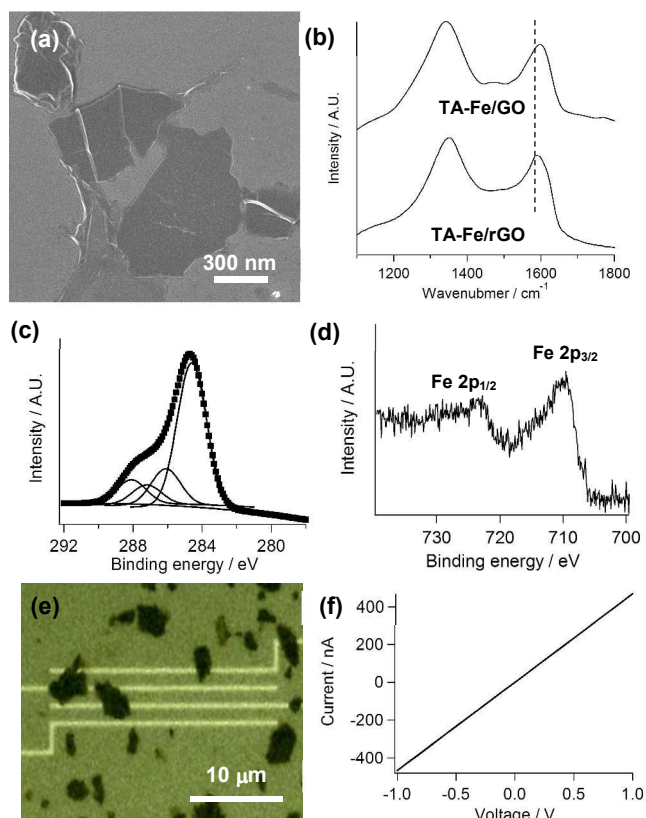 (a)
300 nm
(b)
Intensity / A.U.
TA-Fe/GO
TA-Fe/rGO
1200 1400 1600 1800
Wavenubmer / cm-1
(c)
Intensity / A.U.
292 288 284 280
Binding energy / eV
(d)
Intensity / A.U.
Fe 2p1/2
Fe 2p3/2
730 720 710 700
Binding energy / eV
(e)
10 μm
(f)
Current / nA
400
200
0
-200
-400
-1.0 -0.5 0.0 0.5 1.0
Voltage / V